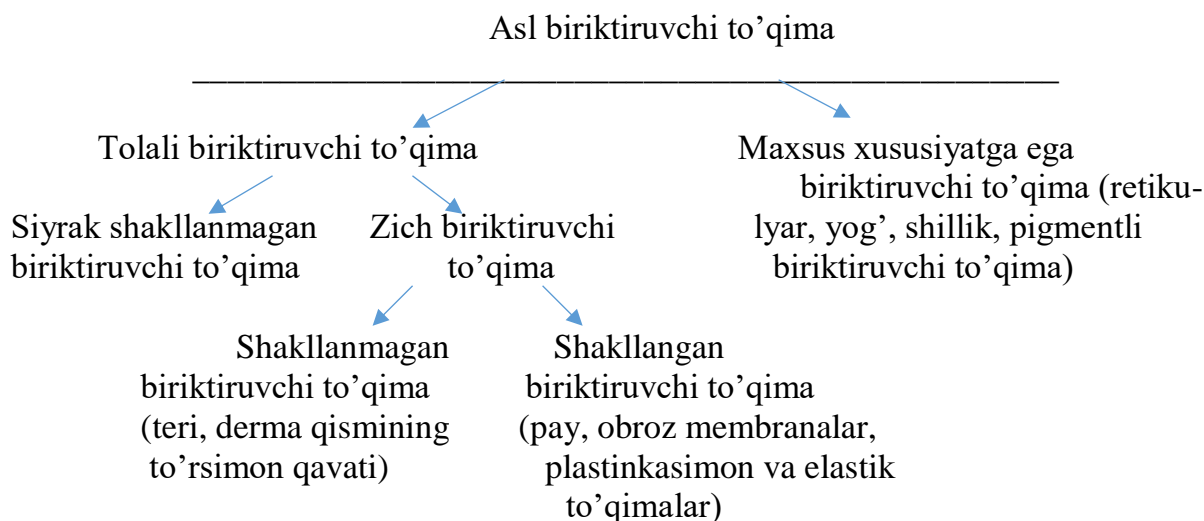 Asl biriktiruvchi to’qima
Tolali biriktiruvchi to’qima
Maxsus xususiyatga ega
biriktiruvchi to’qima (retiku-
lyar, yog’, shillik, pigmentli
biriktiruvchi to’qima)
Siyrak shakllanmagan
biriktiruvchi to’qima
Zich biriktiruvchi
to’qima
Shakllanmagan
biriktiruvchi to’qima
(teri, derma qismining
to’rsimon qavati)
Shakllangan
biriktiruvchi to’qima
(pay, obroz membranalar,
plastinkasimon va elastik
to’qimalar)